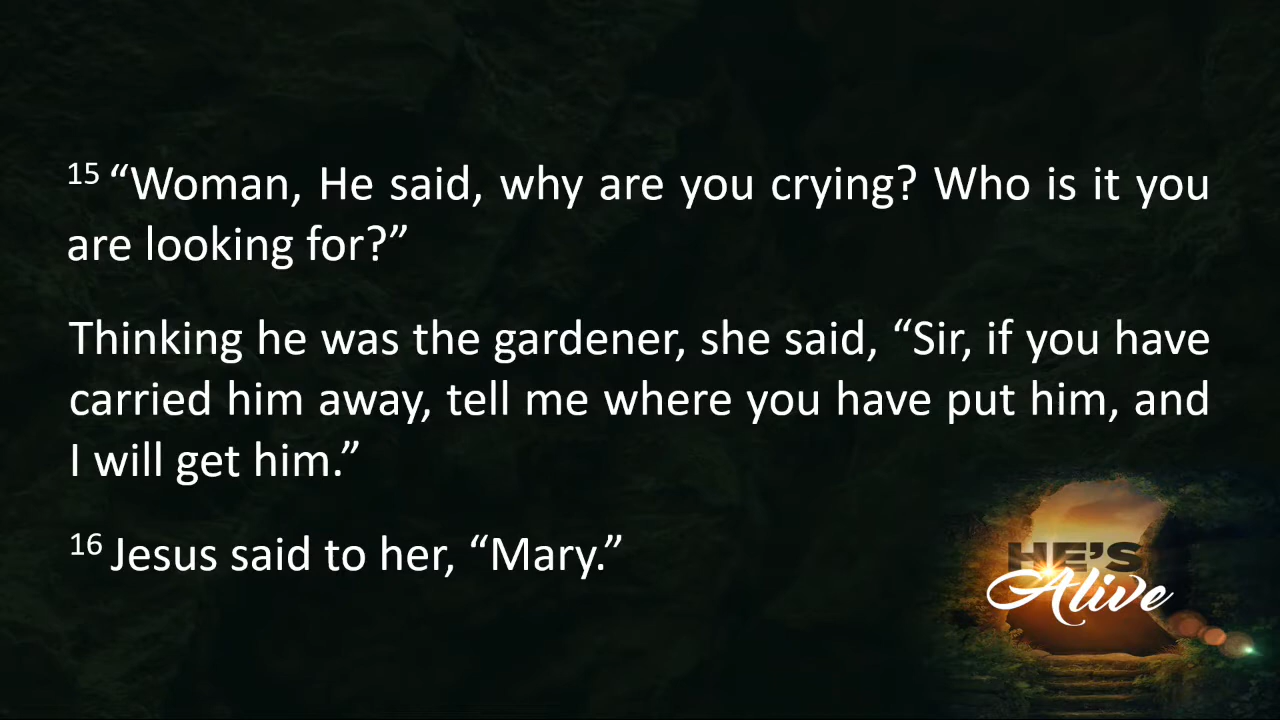 15 “Woman, He said, why are you crying? Who is it you
are looking for?”
Thinking he was the gardener, she said, “Sir, if you have
carried him away, tell me where you have put him, and
I will get him.”
16 Jesus said to her, “Mary.”
HE’S
Alive